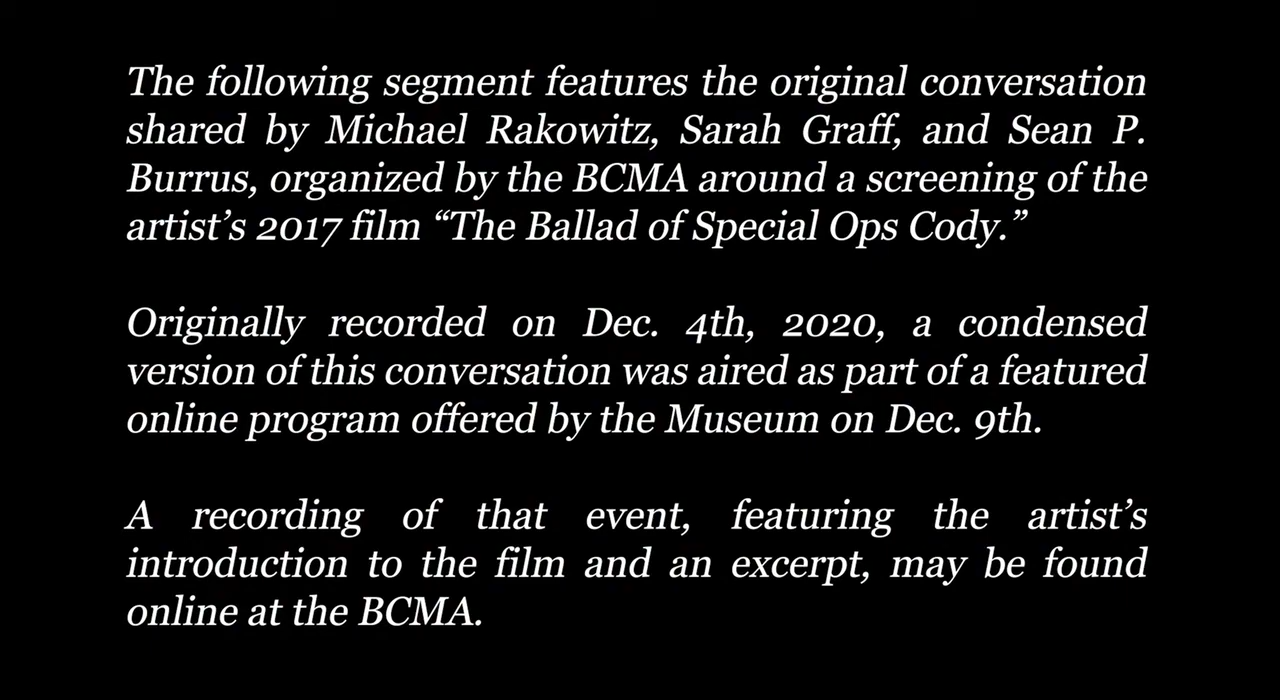 The following segment features the original conversation
shared by Michael Rakowitz, Sarah Graff, and Sean P.
Burrus, organized by the BCMA around a screening of the
artist’s 2017 film “The Ballad of Special Ops Cody.”
Originally recorded on Dec. 4th, 2020, a condensed
version of this conversation was aired as part of a featured
online program offered by the Museum on Dec. 9th.
A recording of that event, featuring the artist’s
introduction to the film and an excerpt, may be found
online at the BCMA.